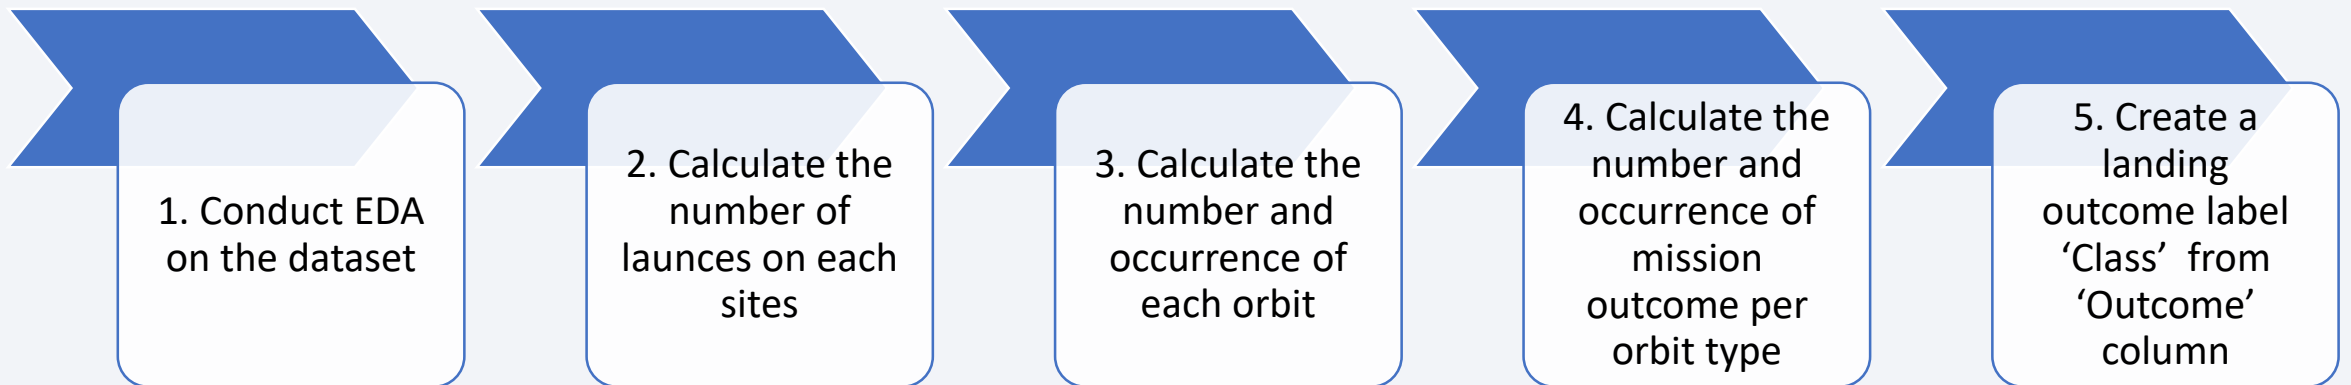 1. Conduct EDA
on the dataset
2. Calculate the
number of
launces on each
sites
3. Calculate the
number and
occurrence of
each orbit
4. Calculate the
number and
occurrence of
mission
outcome per
orbit type
5. Create a
landing
outcome label
‘Class’  from
‘Outcome’
column